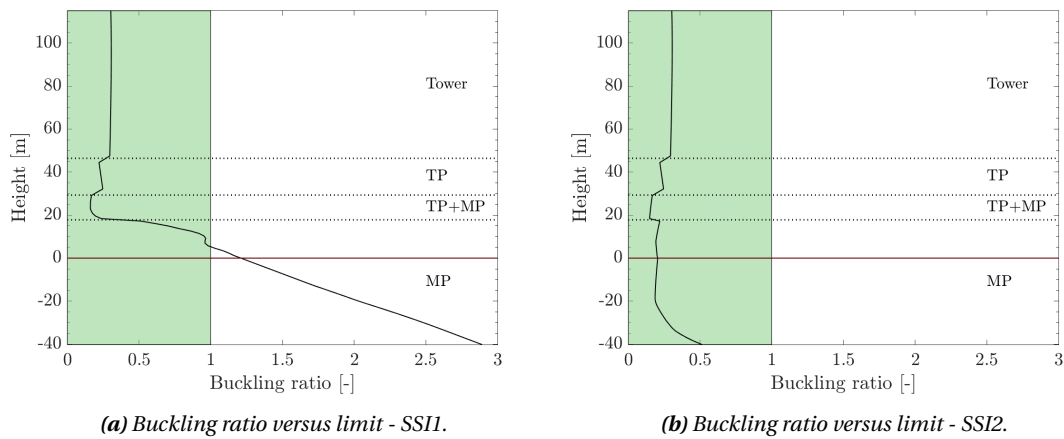 100
80
60
40
20
0
-20
-40
Height [m]
Tower
TP
TP+MP
MP
0 0.5 1 1.5 2 2.5 3
Buckling ratio [-]
(a) Buckling ratio versus limit - SSI1.
100
80
60
40
20
0
-20
-40
Height [m]
Tower
TP
TP+MP
MP
0 0.5 1 1.5 2 2.5 3
Buckling ratio [-]
(b) Buckling ratio versus limit - SSI2.